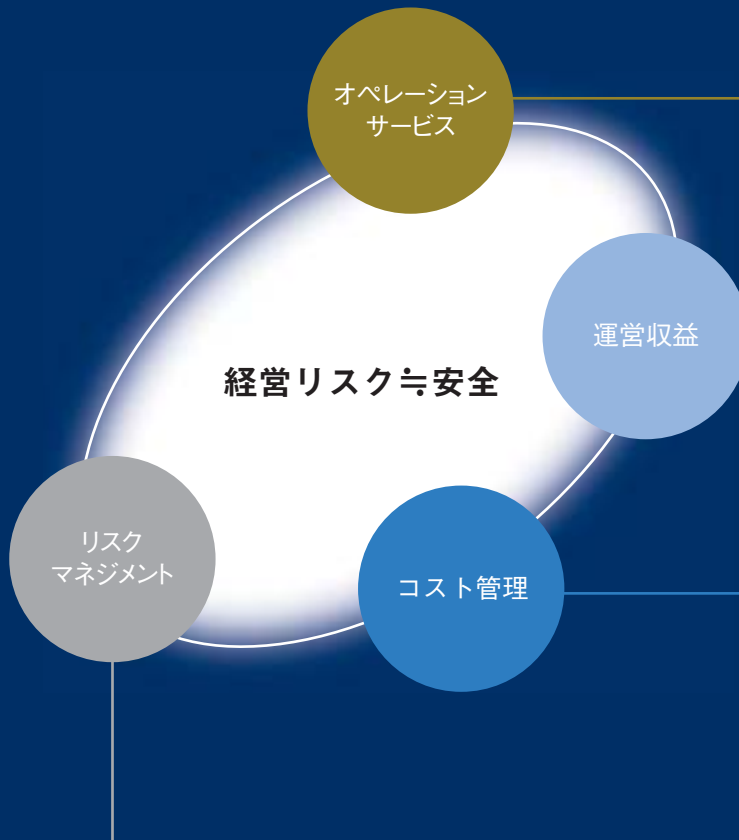 オペレーション
サービス
運営収益
経営リスク≒安全
リスク
マネジメント
コスト管理